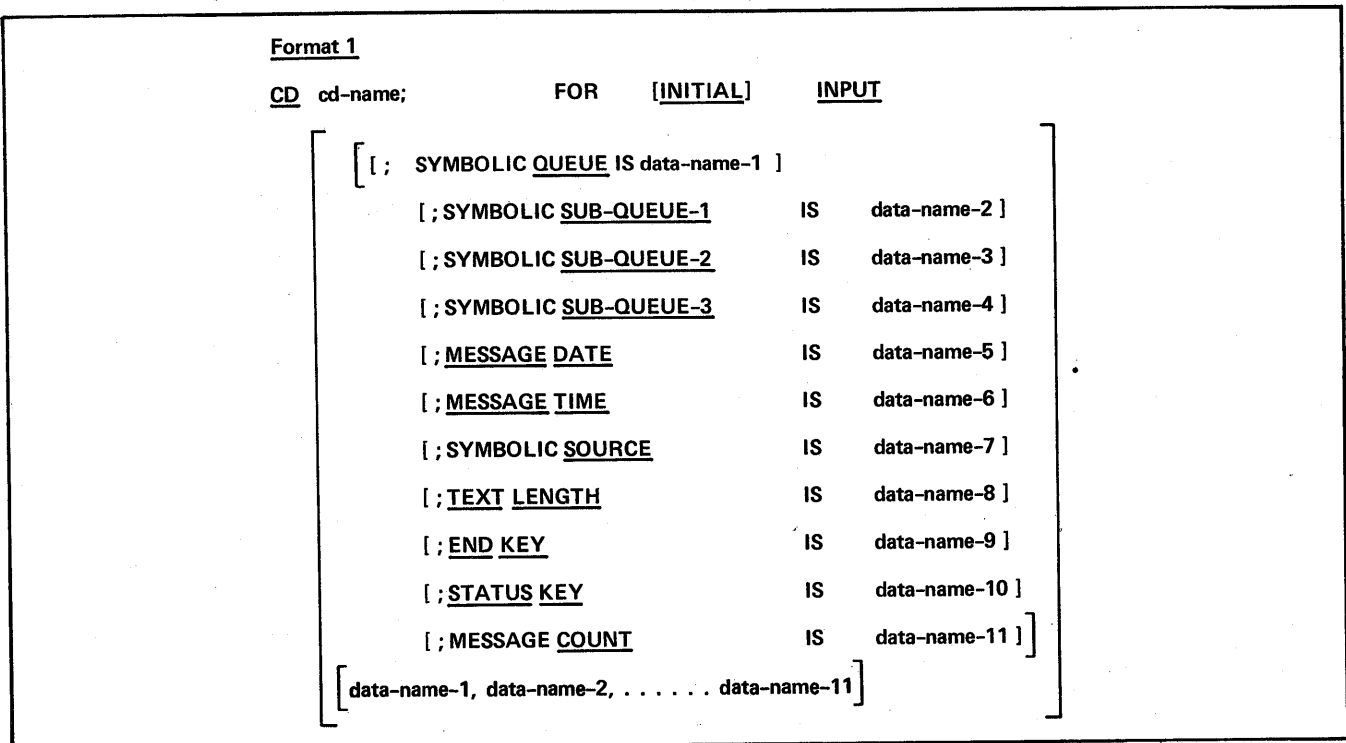 Format 1
CD cd-name; FOR [INITIAL] INPUT
[ ; SYMBOLIC QUEUE IS data-name-1 ]
[ ; SYMBOLIC SUB-QUEUE-1 IS data-name-2 ]
[ ; SYMBOLIC SUB-QUEUE-2 IS data-name-3 ]
[ ; SYMBOLIC SUB-QUEUE-3 IS data-name-4 ]
[ ; MESSAGE DATE IS data-name-5 ]
[ ; MESSAGE TIME IS data-name-6 ]
[ ; SYMBOLIC SOURCE IS data-name-7 ]
[ ; TEXT LENGTH IS data-name-8 ]
[ ; END KEY IS data-name-9 ]
[ ; STATUS KEY IS data-name-10 ]
[ ; MESSAGE COUNT IS data-name-11 ] ]
[ data-name-1, data-name-2, . . . . . . data-name-11 ]
.